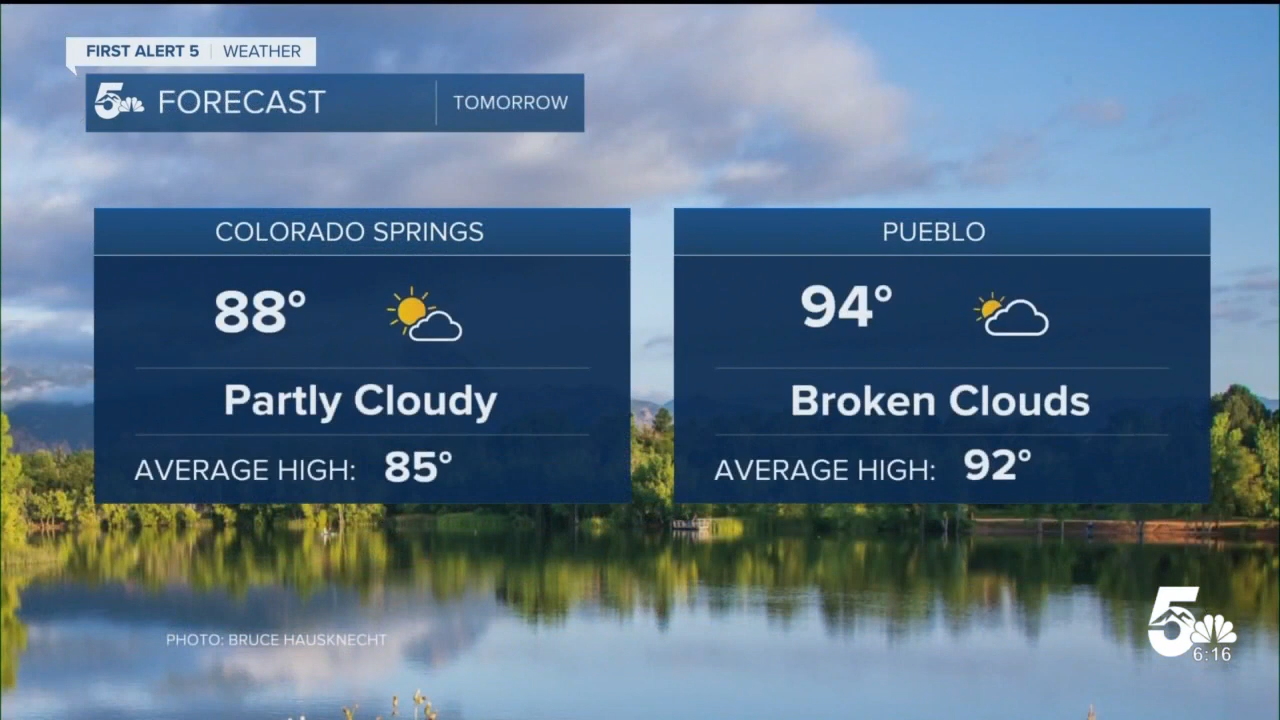 FIRST ALERT 5 | WEATHER
5 FORECAST | TOMORROW
COLORADO SPRINGS
88°
Partly Cloudy
AVERAGE HIGH: 85°
PUEBLO
94°
Broken Clouds
AVERAGE HIGH: 92°
PHOTO: BRUCE HAUSKNECHT
5
6:16